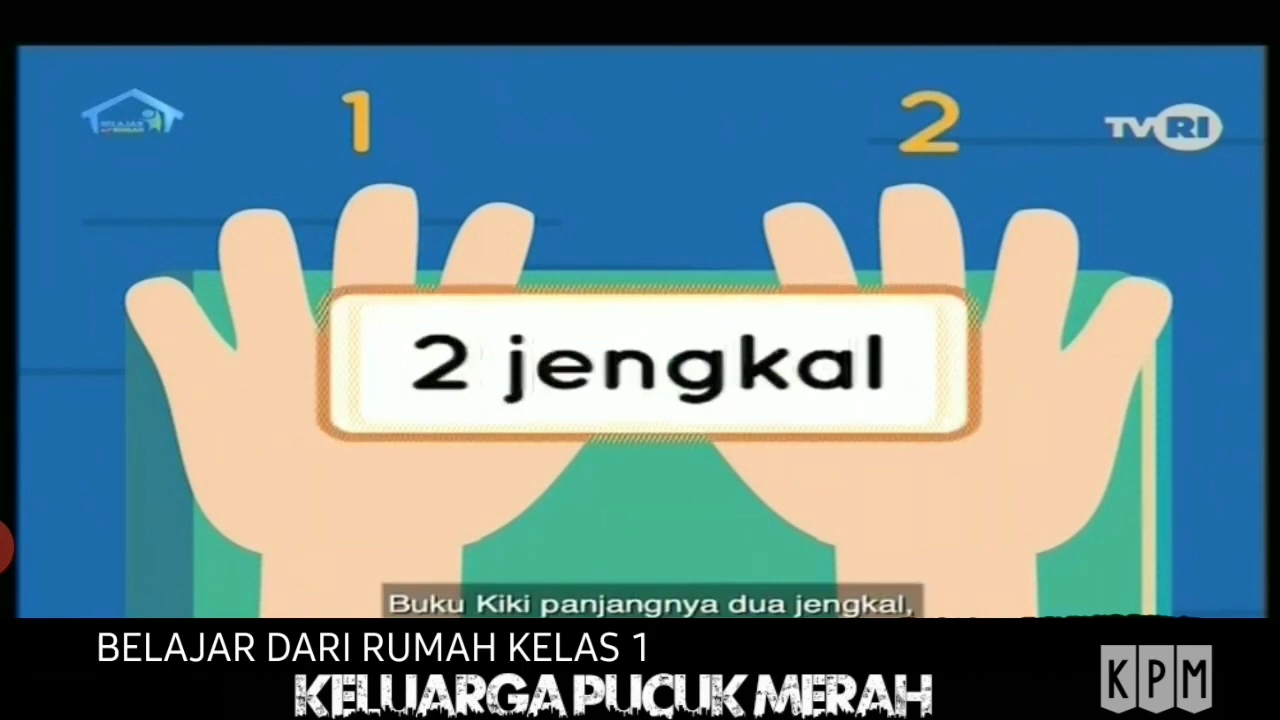 1
2
BELAJAR
TVRI
2 jengkal
Buku Kiki panjangnya dua jengkal,
BELAJAR DARI RUMAH KELAS 1
KELUARGA PUCUK MERAH
KPM